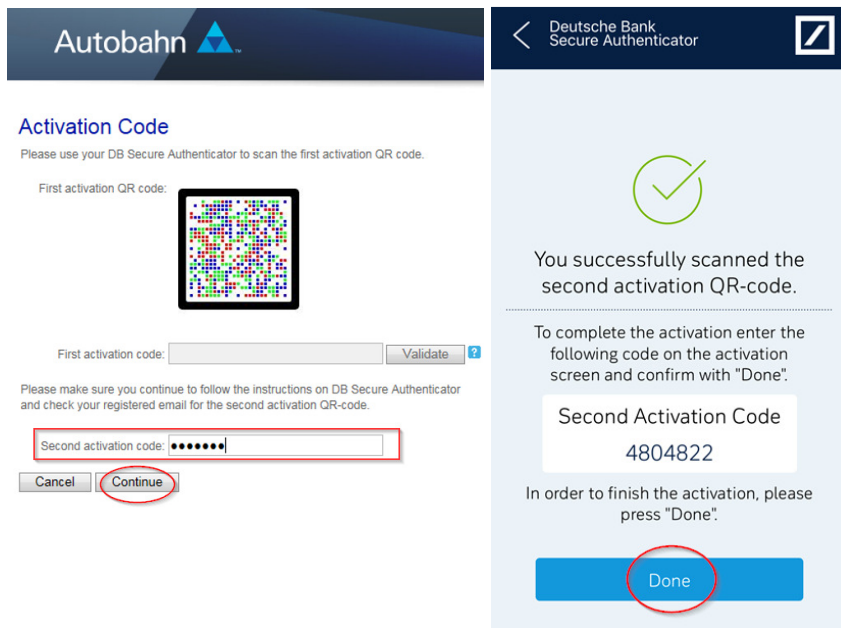 Autobahn
Activation Code
Please use your DB Secure Authenticator to scan the first activation QR code.
First activation QR code:
First activation code:
Validate
?
Please make sure you continue to follow the instructions on DB Secure Authenticator
and check your registered email for the second activation QR-code.
Second activation code: •••••••
Cancel
Continue
Deutsche Bank
Secure Authenticator
You successfully scanned the
second activation QR-code.
To complete the activation enter the
following code on the activation
screen and confirm with "Done".
Second Activation Code
4804822
In order to finish the activation, please
press "Done".
Done